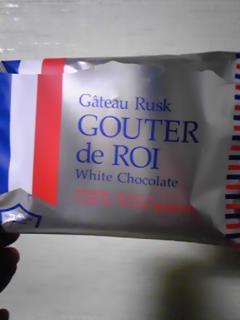 Gâteau Rusk
GOUTER
de ROI
White Chocolate